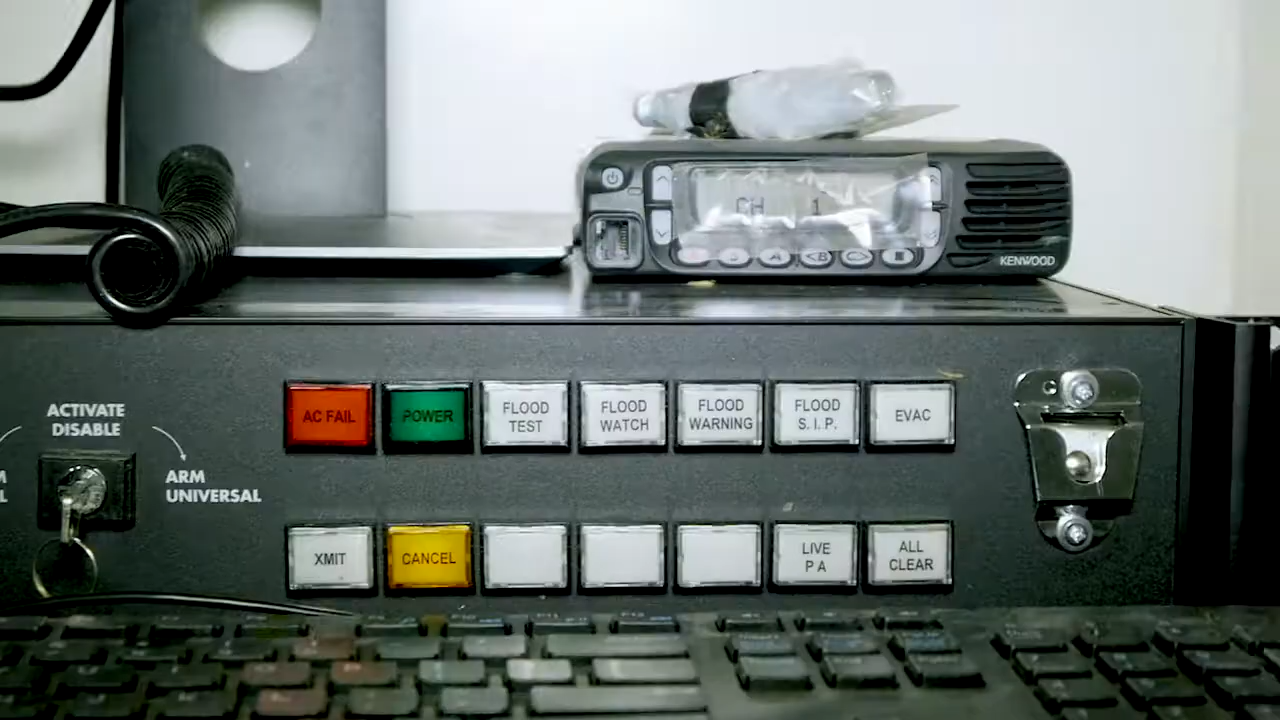 CH 1
A
<B
KENWOOD
ACTIVATE
DISABLE
ARM
UNIVERSAL
AC FAIL
POWER
FLOOD
TEST
FLOOD
WATCH
FLOOD
WARNING
FLOOD
S. I. P.
EVAC
XMIT
CANCEL
LIVE
P A
ALL
CLEAR